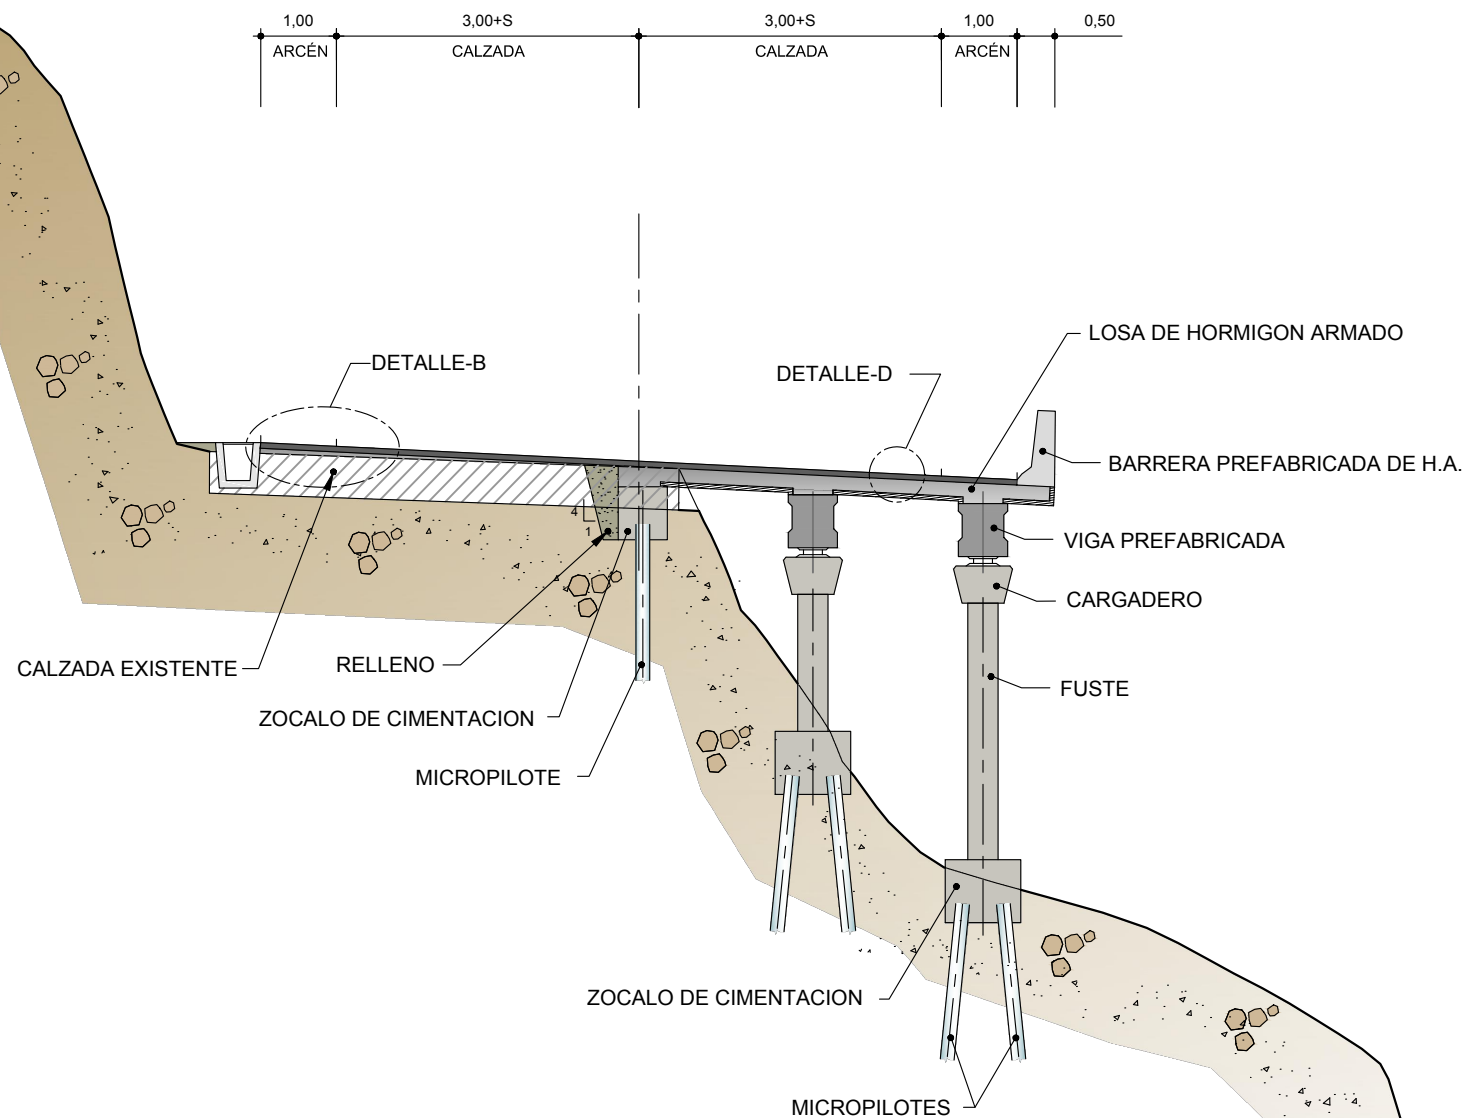 1,00
3,00+S
3,00+S
1,00
0,50
ARCÉN
CALZADA
CALZADA
ARCÉN
LOSA DE HORMIGON ARMADO
DETALLE-B
DETALLE-D
BARRERA PREFABRICADA DE H.A.
4
1
VIGA PREFABRICADA
CARGADERO
CALZADA EXISTENTE
RELLENO
FUSTE
ZOCALO DE CIMENTACION
MICROPILOTE
ZOCALO DE CIMENTACION
MICROPILOTES